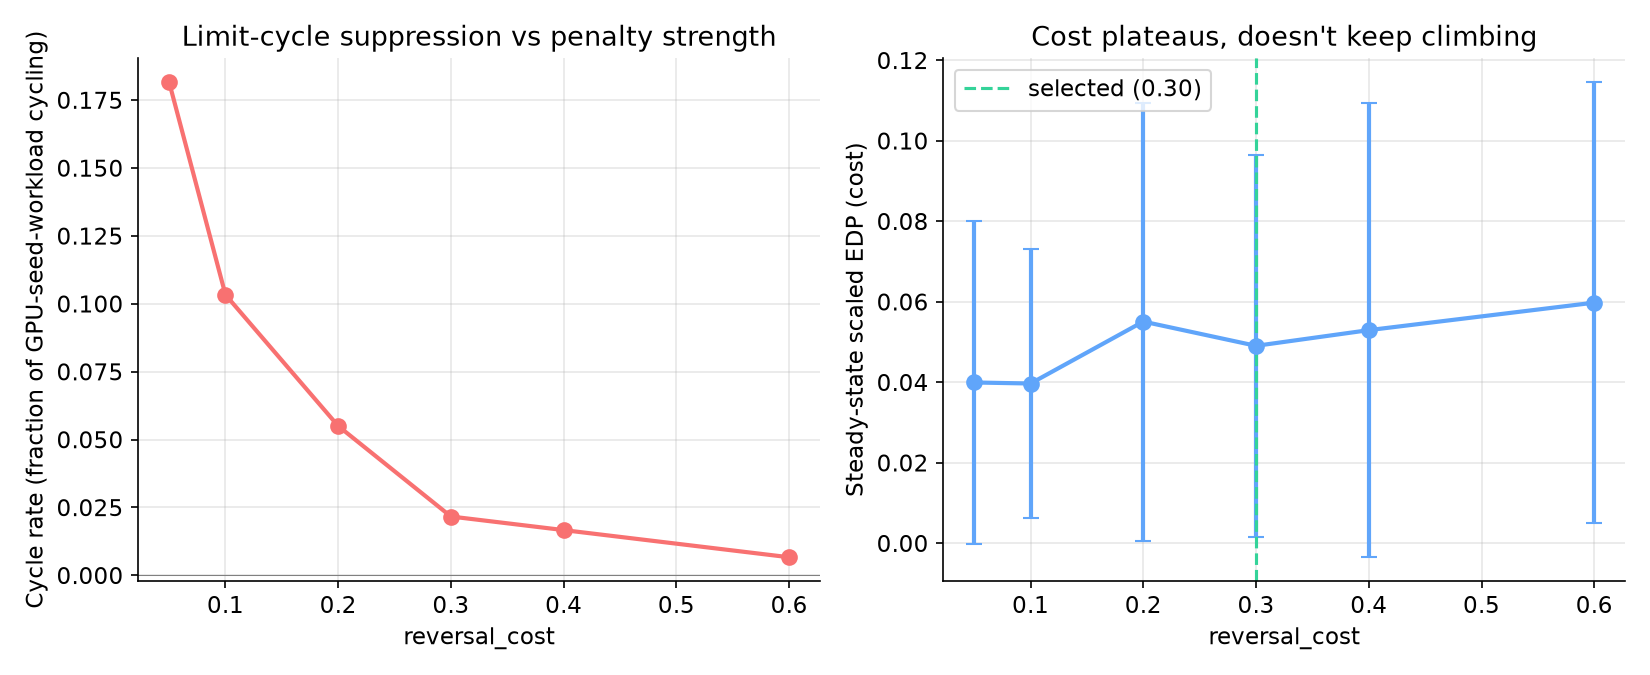 Limit-cycle suppression vs penalty strength
Cycle rate (fraction of GPU-seed-workload cycling)
0.175
0.150
0.125
0.100
0.075
0.050
0.025
0.000
0.1 0.2 0.3 0.4 0.5 0.6
reversal_cost
Cost plateaus, doesn't keep climbing
selected (0.30)
Steady-state scaled EDP (cost)
0.12
0.10
0.08
0.06
0.04
0.02
0.00
0.1 0.2 0.3 0.4 0.5 0.6
reversal_cost